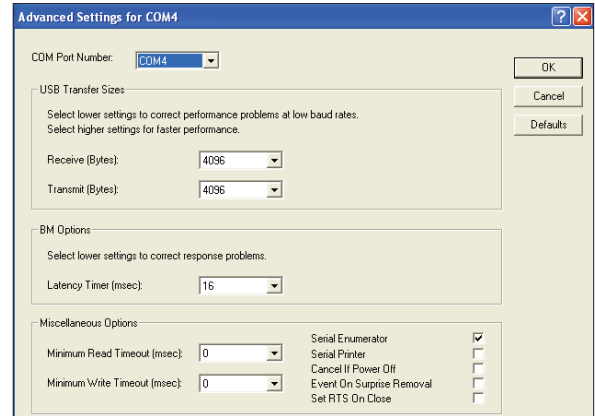 Advanced Settings for COM4
COM Port Number: COM4
OK
USB Transfer Sizes
Cancel
Select lower settings to correct performance problems at low baud rates.
Select higher settings for faster performance.
Defaults
Receive (Bytes): 4096
Transmit (Bytes): 4096
BM Options
Select lower settings to correct response problems.
Latency Timer (msec): 16
Miscellaneous Options
Minimum Read Timeout (msec): 0
Minimum Write Timeout (msec): 0
Serial Enumerator
Serial Printer
Cancel If Power Off
Event On Surprise Removal
Set RTS On Close